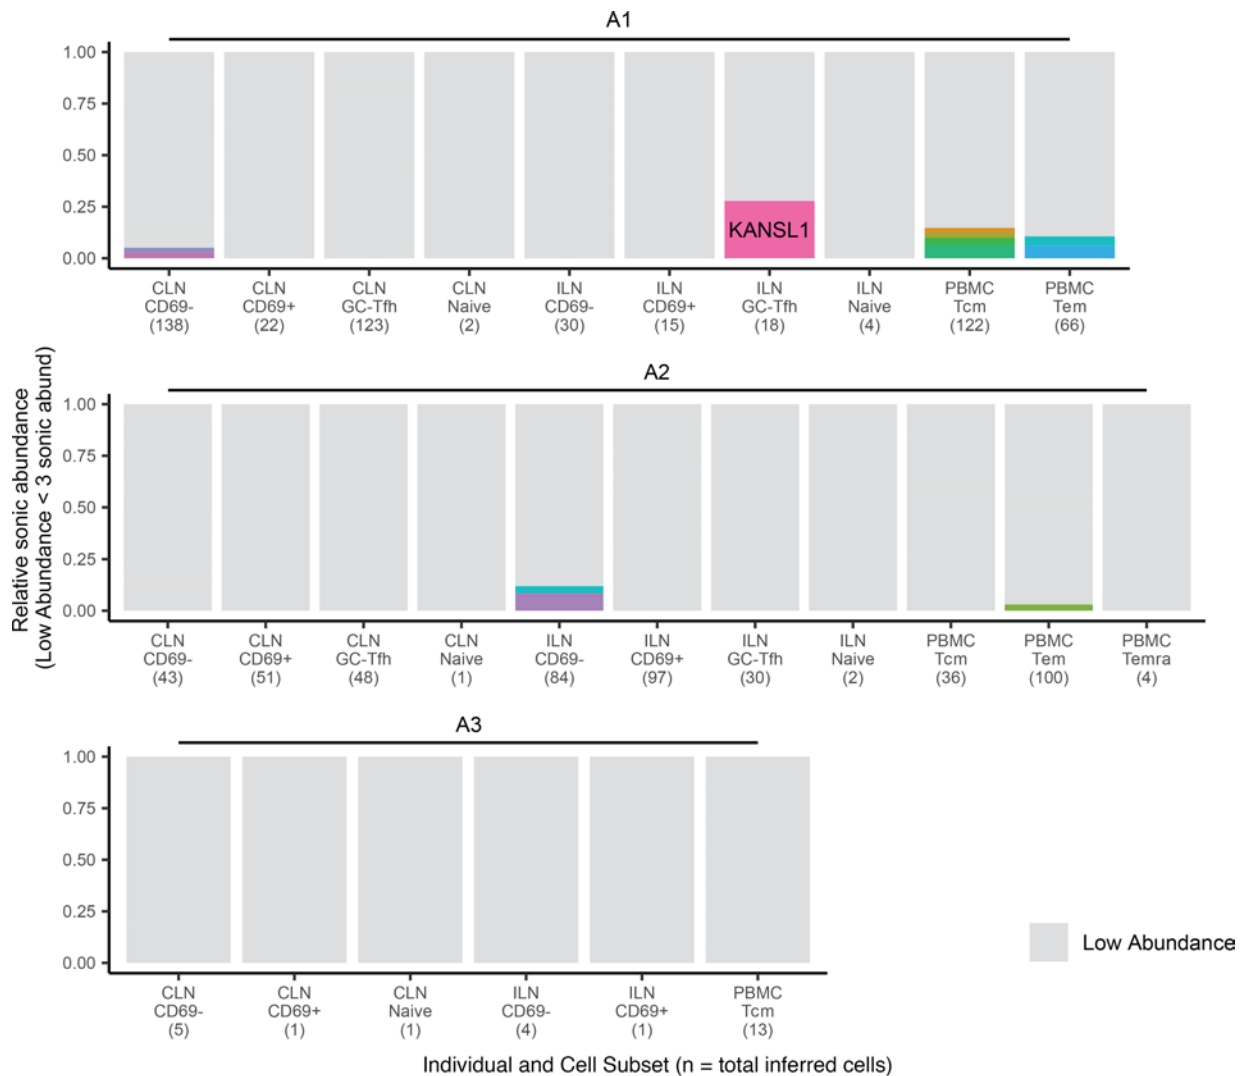 A1
1.00
0.75
0.50
0.25
0.00
KANSL1
CLN CLN CLN CLN ILN ILN ILN ILN PBMC PBMC
CD69- CD69+ GC-Tfh Naive CD69- CD69+ GC-Tfh Naive Tcm Tem
(138) (22) (123) (2) (30) (15) (18) (4) (122) (66)
Relative sonic abundance
(Low Abundance < 3 sonic abund)
A2
1.00
0.75
0.50
0.25
0.00
CLN CLN CLN CLN ILN ILN ILN ILN PBMC PBMC PBMC
CD69- CD69+ GC-Tfh Naive CD69- CD69+ GC-Tfh Naive Tcm Tem Temra
(43) (51) (48) (1) (84) (97) (30) (2) (36) (100) (4)
A3
1.00
0.75
0.50
0.25
0.00
CLN CLN CLN ILN ILN PBMC
CD69- CD69+ Naive CD69- CD69+ Tcm
(5) (1) (1) (4) (1) (13)
Low Abundance
Individual and Cell Subset (n = total inferred cells)